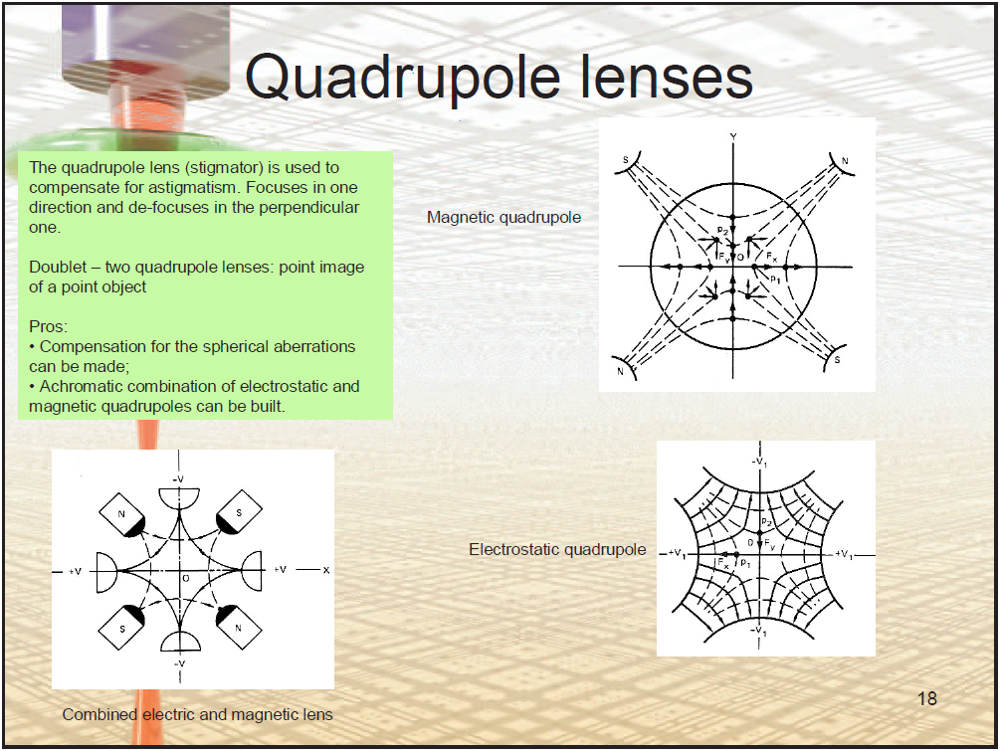 Quadrupole lenses
The quadrupole lens (stigmator) is used to
compensate for astigmatism. Focuses in one
direction and de-focuses in the perpendicular
one.
Doublet – two quadrupole lenses: point image
of a point object
Pros:
• Compensation for the spherical aberrations
can be made;
• Achromatic combination of electrostatic and
magnetic quadrupoles can be built.
Magnetic quadrupole
Y
S
N
P2
Fy
O
Fx
P1
N
S
-V
N
S
+V
O
+V
X
S
N
-V
Combined electric and magnetic lens
Electrostatic quadrupole
-V1
P2
O
Fy
+V1
Fx
P1
+V1
-V1
18